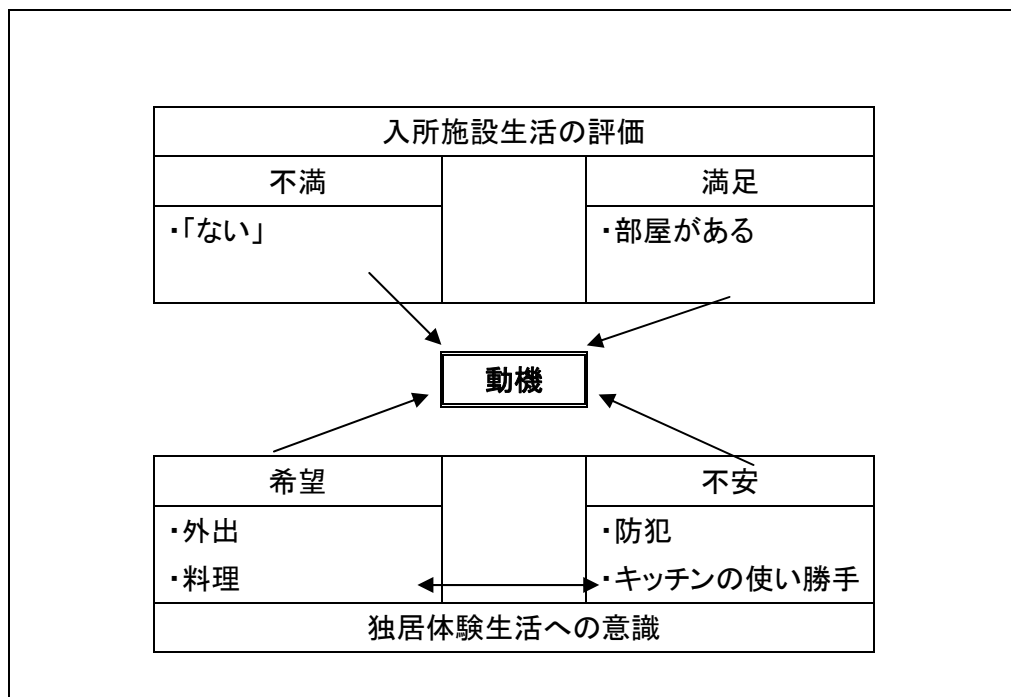 入所施設生活の評価
不満
満足
・「ない」
・部屋がある
動機
希望
不安
・外出
・防犯
・料理
・キッチンの使い勝手
独居体験生活への意識